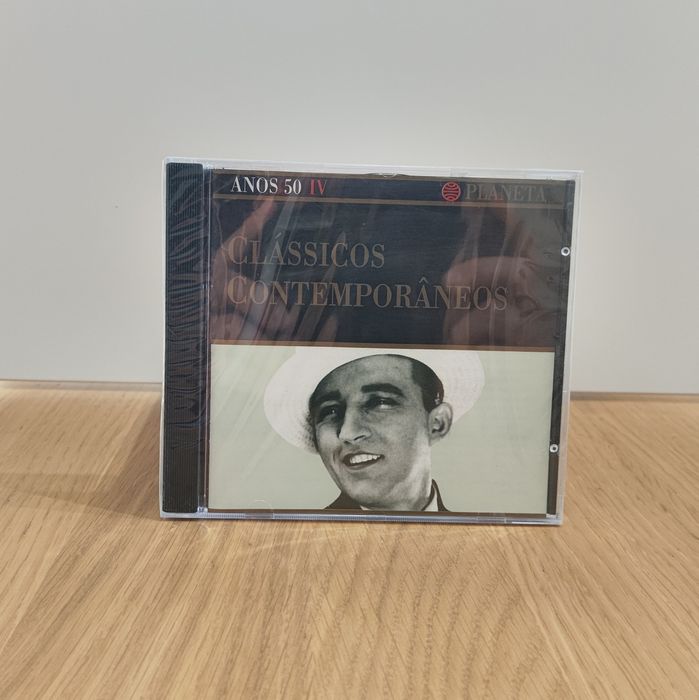 ANOS 50 IV
PLANETA
CLÁSSICOS
CONTEMPORÂNEOS